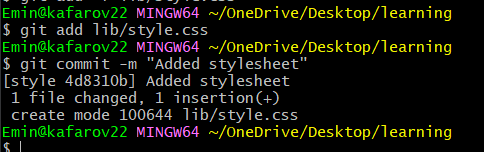 Emin@kafarov22 MINGW64 ~/OneDrive/Desktop/learning
$ git add lib/style.css
Emin@kafarov22 MINGW64 ~/OneDrive/Desktop/learning
$ git commit -m "Added stylesheet"
[style 4d8310b] Added stylesheet
 1 file changed, 1 insertion(+)
 create mode 100644 lib/style.css
Emin@kafarov22 MINGW64 ~/OneDrive/Desktop/learning
$